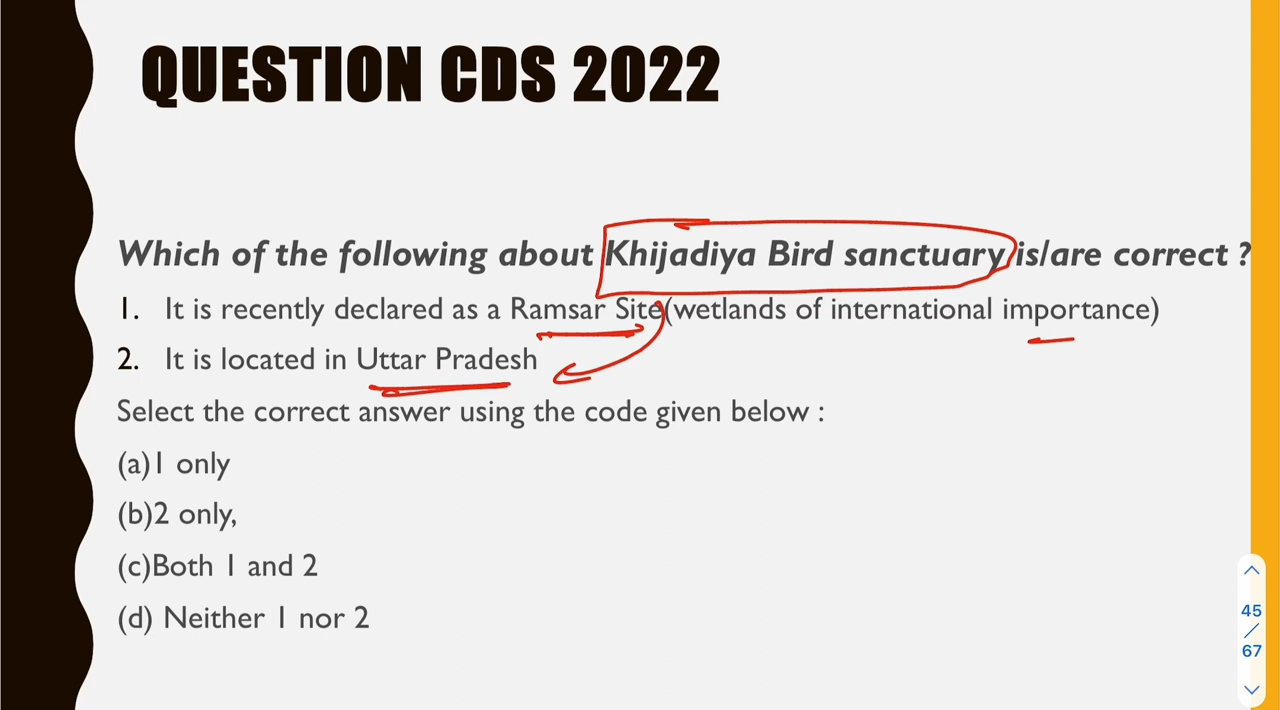 QUESTION CDS 2022
Which of the following about Khijadiya Bird sanctuary is/are correct ?
1. It is recently declared as a Ramsar Site(wetlands of international importance)
2. It is located in Uttar Pradesh
Select the correct answer using the code given below :
(a)1 only
(b)2 only,
(c)Both 1 and 2
(d) Neither 1 nor 2
45
/
67